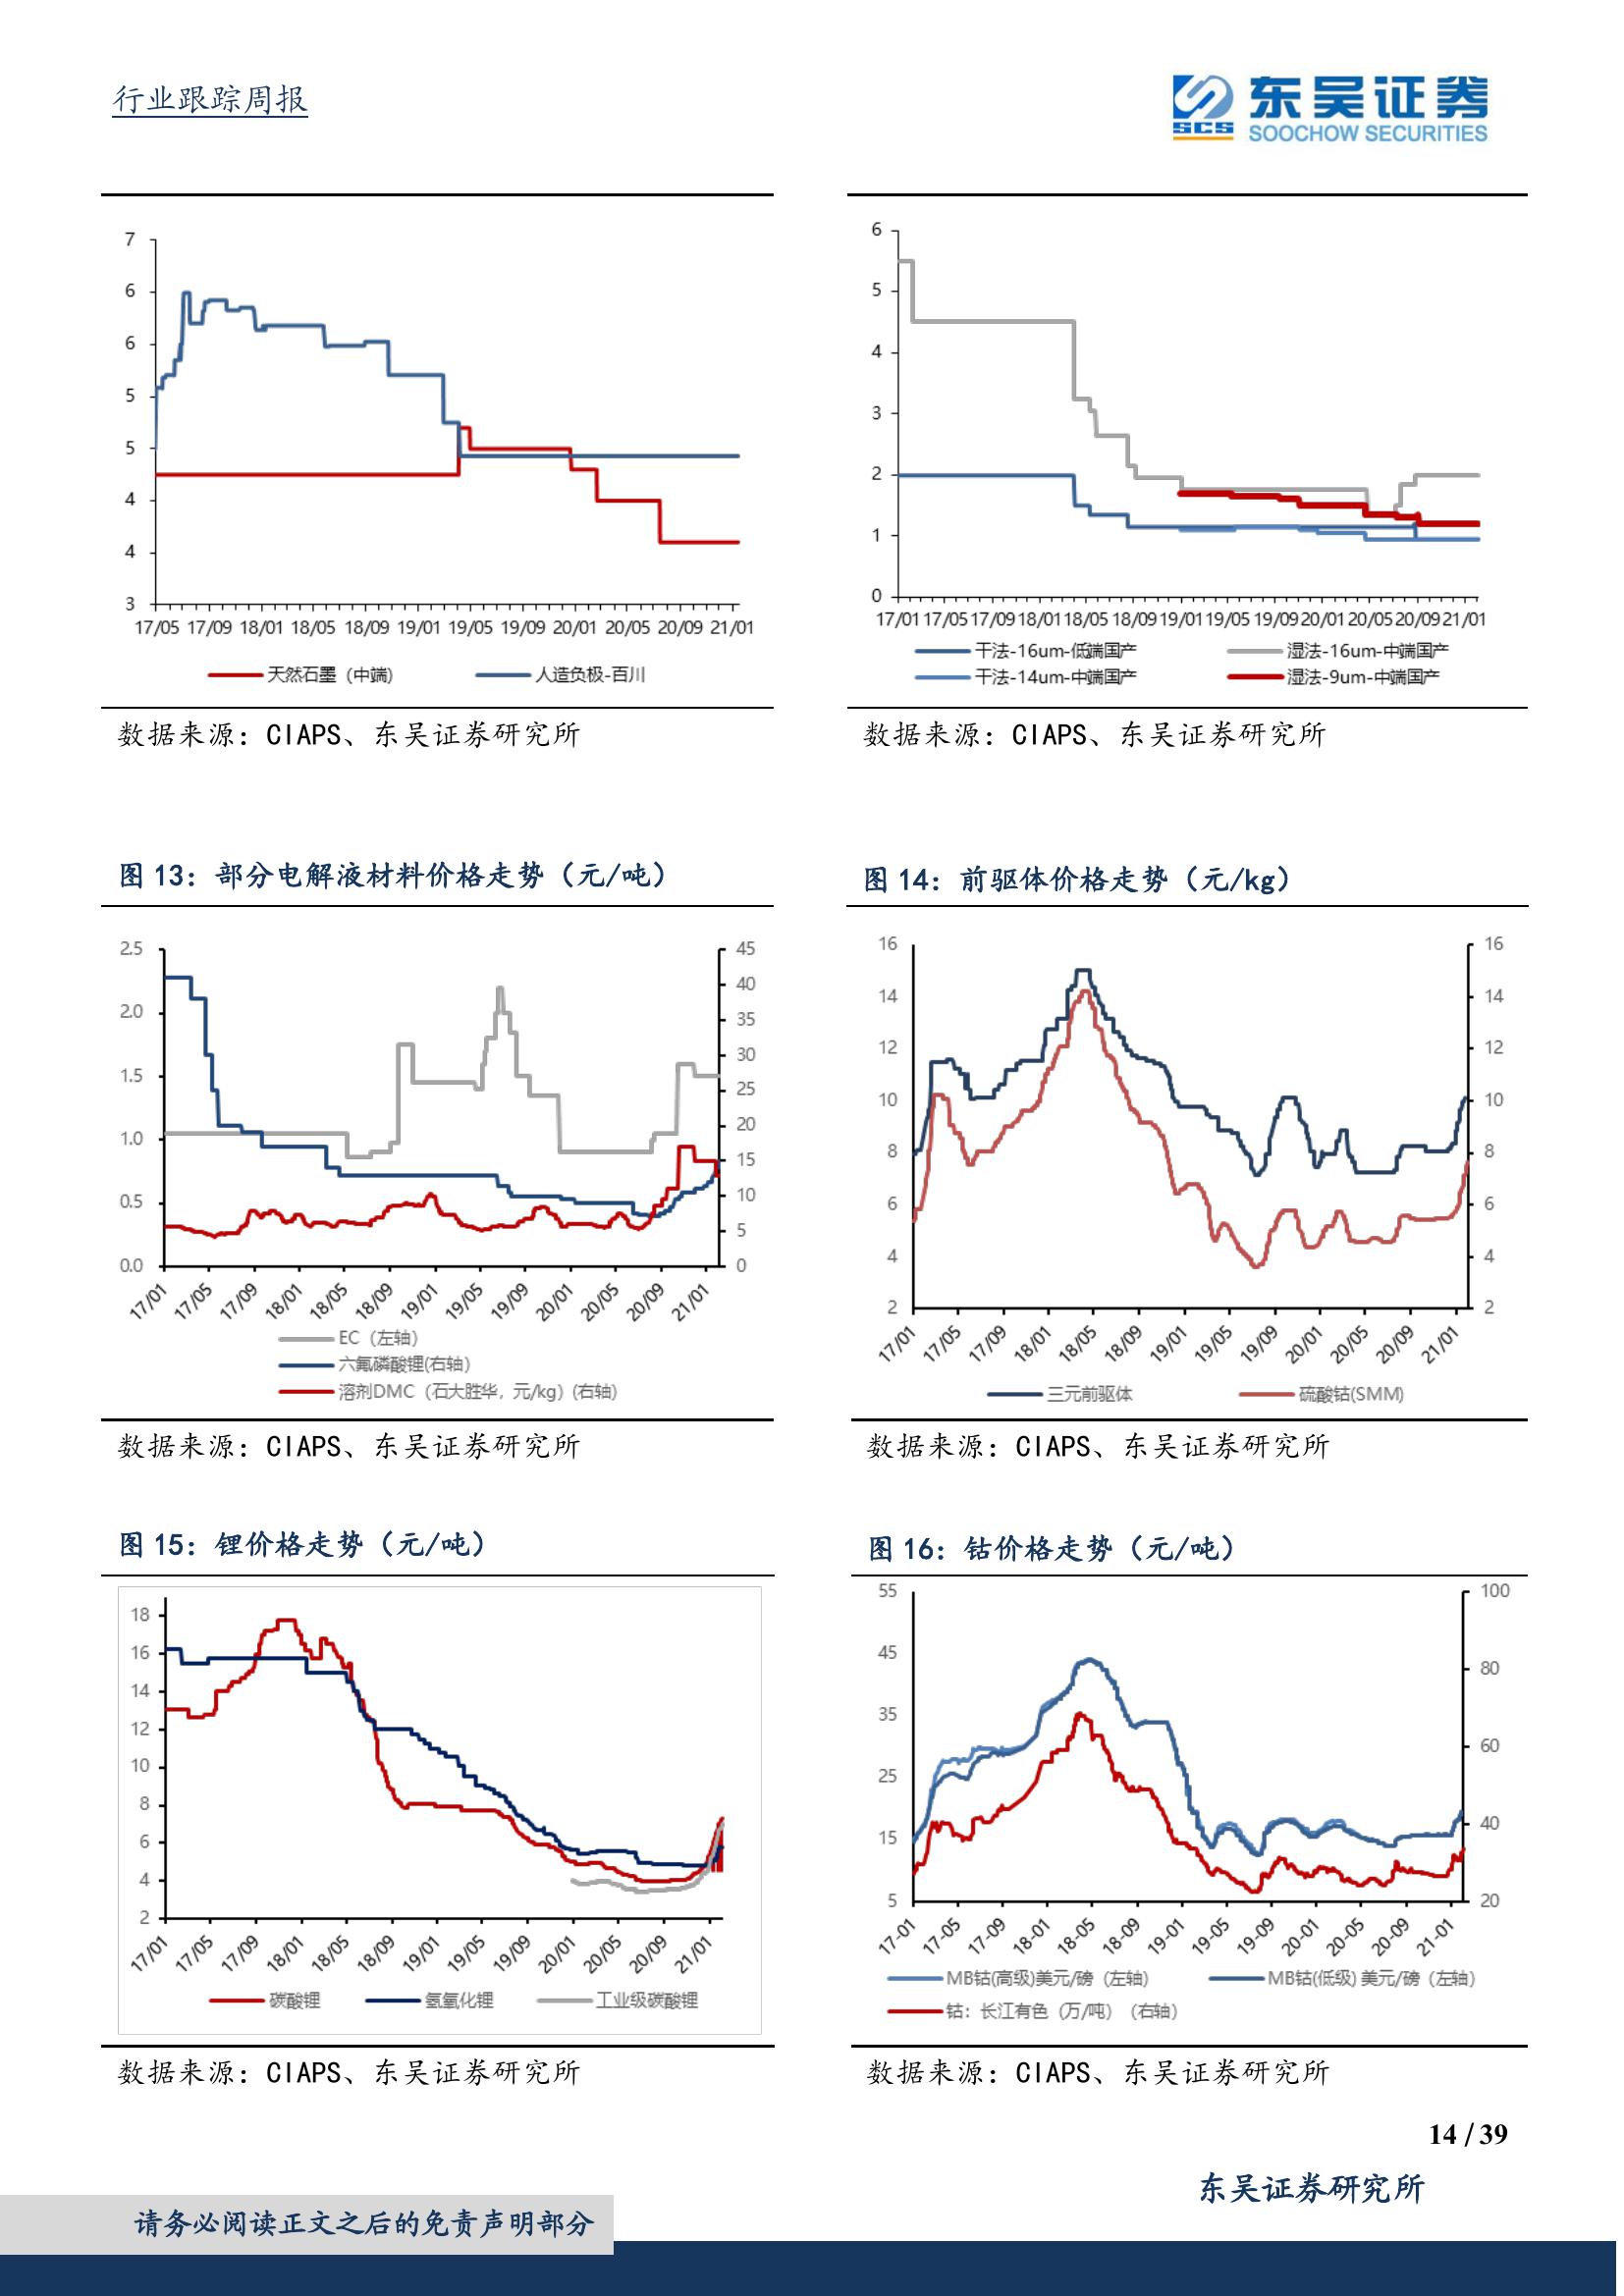 行业跟踪周报
东吴证券
SCS
SOOCHOW SECURITIES
7
6
6
5
5
4
4
3
17/05 17/09 18/01 18/05 18/09 19/01 19/05 19/09 20/01 20/05 20/09 21/01
天然石墨（中端） 人造负极-百川
数据来源：CIAPS、东吴证券研究所
6
5
4
3
2
1
0
17/01 17/05 17/09 18/01 18/05 18/09 19/01 19/05 19/09 20/01 20/05 20/09 21/01
干法-16um-低端国产 湿法-16um-中端国产
干法-14um-中端国产 湿法-9um-中端国产
数据来源：CIAPS、东吴证券研究所
图 13：部分电解液材料价格走势（元/吨）
2.5
2.0
1.5
1.0
0.5
0.0
45
40
35
30
25
20
15
10
5
0
17/01 17/05 17/09 18/01 18/05 18/09 19/01 19/05 19/09 20/01 20/05 20/09 21/01
EC（左轴）
六氟磷酸锂(右轴）
溶剂DMC（石大胜华，元/kg）(右轴）
数据来源：CIAPS、东吴证券研究所
图 14：前驱体价格走势（元/kg）
16
14
12
10
8
6
4
2
16
14
12
10
8
6
4
2
17/01 17/05 17/09 18/01 18/05 18/09 19/01 19/05 19/09 20/01 20/05 20/09 21/01
三元前驱体 硫酸钴(SMM)
数据来源：CIAPS、东吴证券研究所
图 15：锂价格走势（元/吨）
18
16
14
12
10
8
6
4
2
17/01 17/05 17/09 18/01 18/05 18/09 19/01 19/05 19/09 20/01 20/05 20/09 21/01
碳酸锂 氢氧化锂 工业级碳酸锂
数据来源：CIAPS、东吴证券研究所
图 16：钴价格走势（元/吨）
55
45
35
25
15
5
100
80
60
40
20
17-01 17-05 17-09 18-01 18-05 18-09 19-01 19-05 19-09 20-01 20-05 20-09 21-01
MB钴(高级)美元/磅（左轴） MB钴(低级) 美元/磅（左轴）
钴：长江有色（万/吨）（右轴）
数据来源：CIAPS、东吴证券研究所
14 / 39
东吴证券研究所
请务必阅读正文之后的免责声明部分